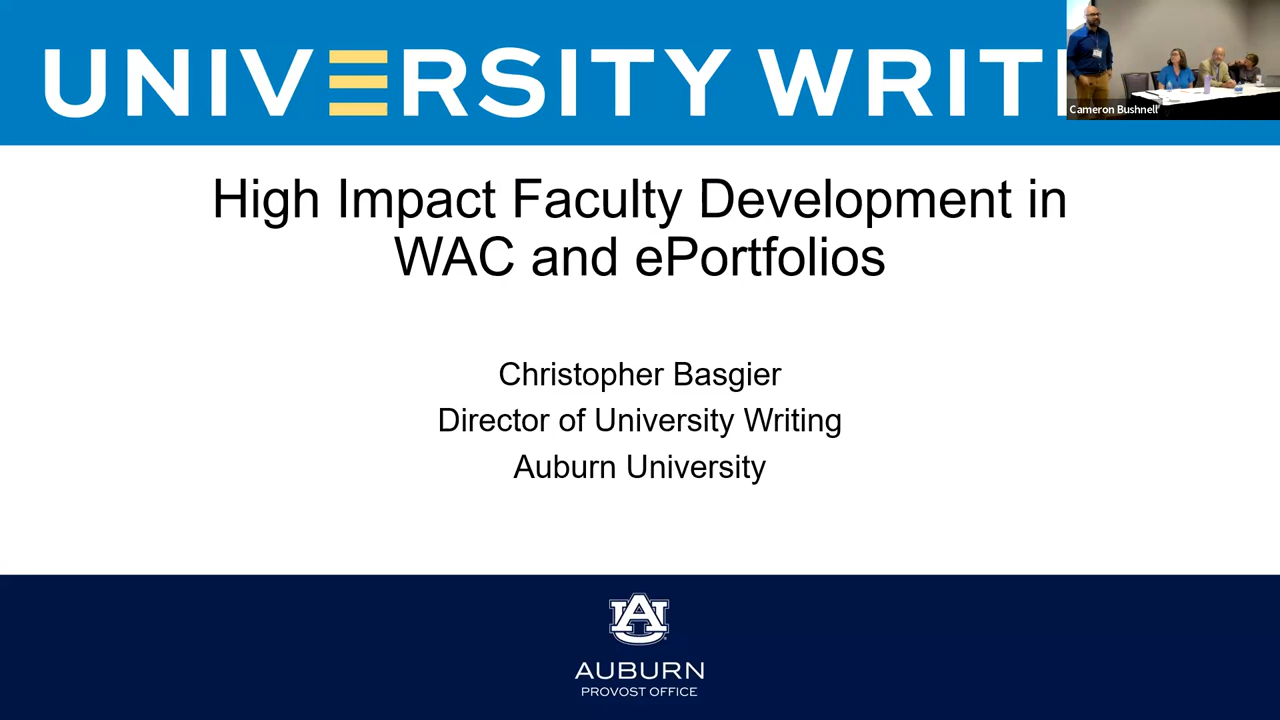 UNIVERSITY WRITI
Cameron Bushnell
High Impact Faculty Development in
WAC and ePortfolios
Christopher Basgier
Director of University Writing
Auburn University
AU
AUBURN
PROVOST OFFICE